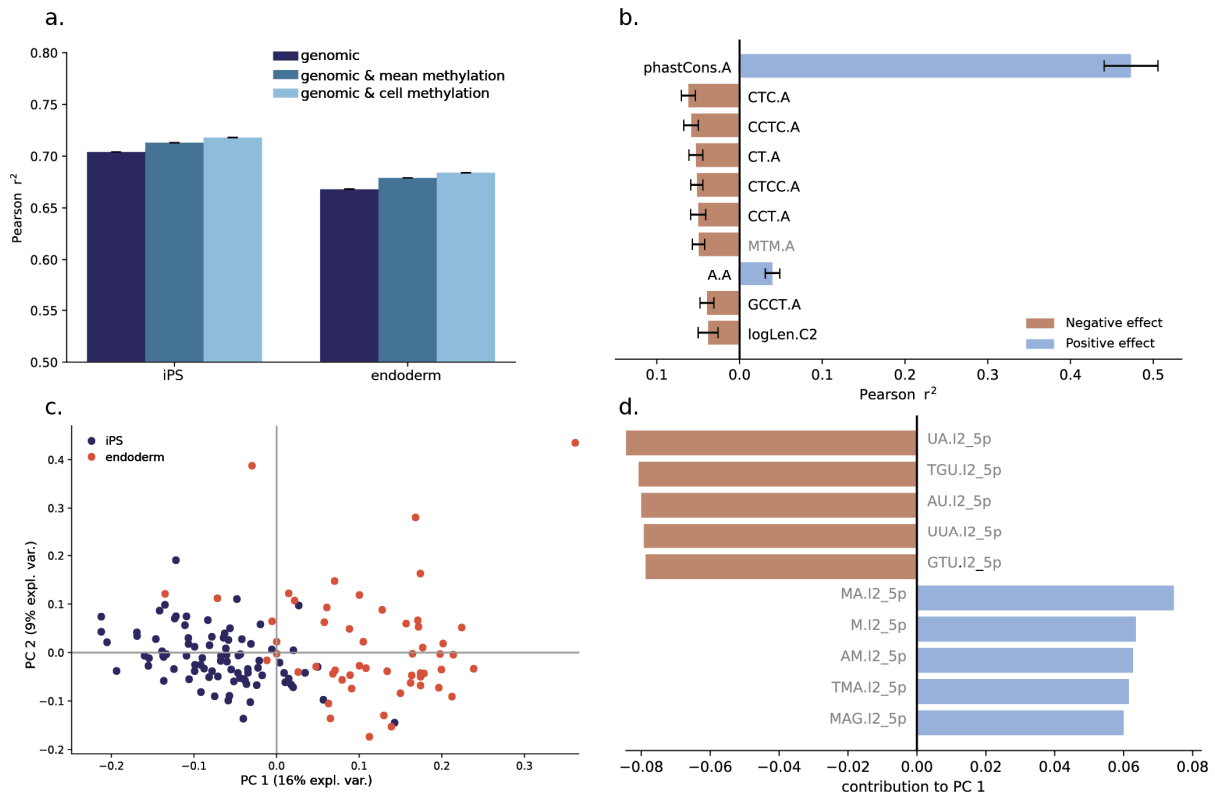 a.
0.80
0.75
0.70
0.65
0.60
0.55
0.50
Pearson r²
genomic
genomic & mean methylation
genomic & cell methylation
iPS
endoderm
b.
phastCons.A
CTC.A
CCTC.A
CT.A
CTCC.A
CCT.A
MTM.A
A.A
GCCT.A
logLen.C2
Negative effect
Positive effect
0.1 0.0 0.1 0.2 0.3 0.4 0.5
Pearson r²
c.
iPS
endoderm
0.4
0.3
0.2
0.1
0.0
−0.1
−0.2
PC 2 (9% expl. var.)
−0.2 −0.1 0.0 0.1 0.2 0.3
PC 1 (16% expl. var.)
d.
UA.I2_5p
TGU.I2_5p
AU.I2_5p
UUA.I2_5p
GTU.I2_5p
MA.I2_5p
M.I2_5p
AM.I2_5p
TMA.I2_5p
MAG.I2_5p
−0.08 −0.06 −0.04 −0.02 0.00 0.02 0.04 0.06 0.08
contribution to PC 1